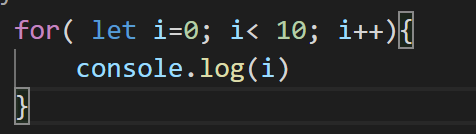 for( let i=0; i< 10; i++){
    console.log(i)
}